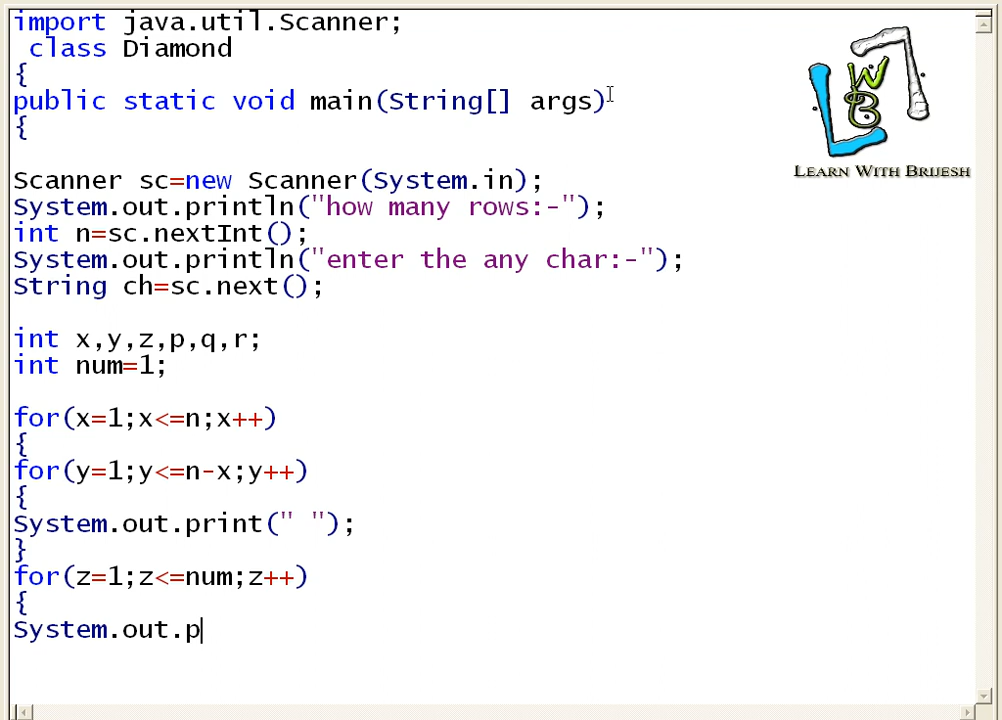 import java.util.Scanner;
class Diamond
{
public static void main(String[] args)
{
Scanner sc=new Scanner(System.in);
System.out.println("how many rows:-");
int n=sc.nextInt();
System.out.println("enter the any char:-");
String ch=sc.next();
int x,y,z,p,q,r;
int num=1;
for(x=1;x<=n;x++)
{
for(y=1;y<=n-x;y++)
{
System.out.print(" ");
}
for(z=1;z<=num;z++)
{
System.out.p
LWB
LEARN WITH BRIJESH